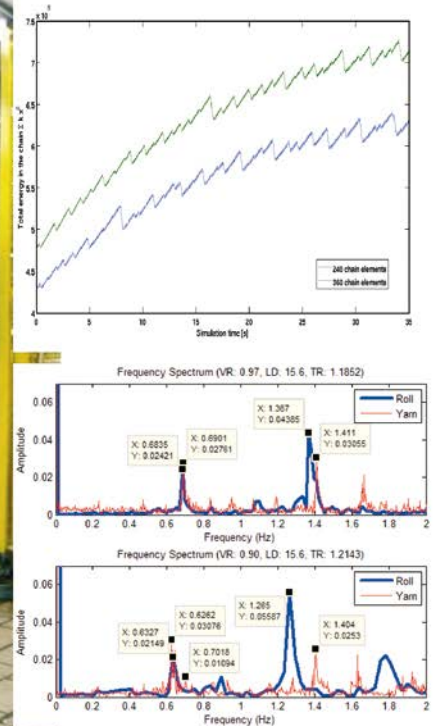 7.5 x 10¹
7
6.5
6
5.5
5
4.5
4
Total energy in the chain Σ k x²
0 5 10 15 20 25 30 35
Simulation time [s]
240 chain elements
360 chain elements
Frequency Spectrum (VR: 0.97, LD: 15.6, TR: 1.1852)
Amplitude
0.06
0.04
0.02
0
X: 0.6835
Y: 0.02421
X: 0.6901
Y: 0.02761
X: 1.367
Y: 0.04385
X: 1.411
Y: 0.03055
Roll
Yarn
0 0.2 0.4 0.6 0.8 1 1.2 1.4 1.6 1.8 2
Frequency (Hz)
Frequency Spectrum (VR: 0.90, LD: 15.6, TR: 1.2143)
Amplitude
0.06
0.04
0.02
0
X: 0.6327
Y: 0.02149
X: 0.6262
Y: 0.03076
X: 0.7018
Y: 0.01094
X: 1.265
Y: 0.05587
X: 1.404
Y: 0.0253
Roll
Yarn
0 0.2 0.4 0.6 0.8 1 1.2 1.4 1.6 1.8 2
Frequency (Hz)